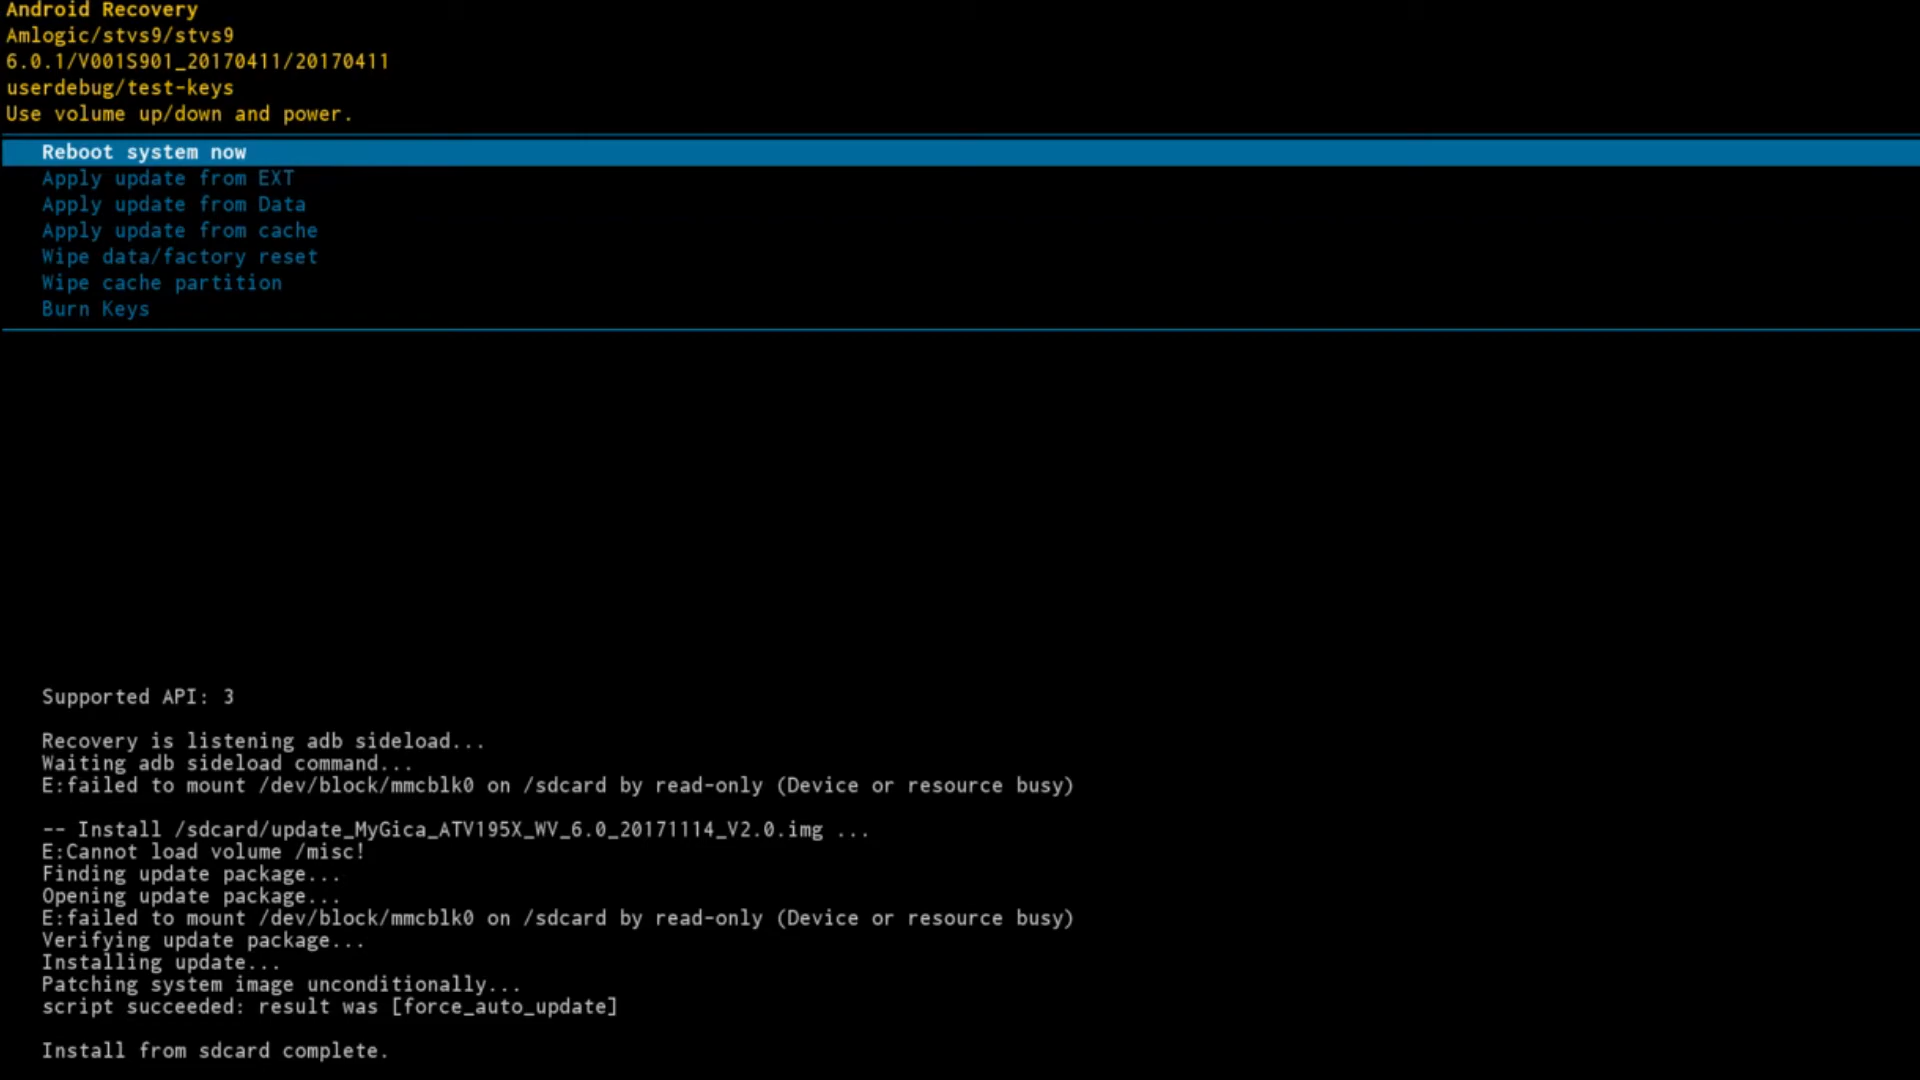 Android Recovery
Amlogic/stvs9/stvs9
6.0.1/V001S901_20170411/20170411
userdebug/test-keys
Use volume up/down and power.
Reboot system now
Apply update from EXT
Apply update from Data
Apply update from cache
Wipe data/factory reset
Wipe cache partition
Burn Keys
Supported API: 3
Recovery is listening adb sideload...
Waiting adb sideload command...
E:failed to mount /dev/block/mmcblk0 on /sdcard by read-only (Device or resource busy)
-- Install /sdcard/update_MyGica_ATV195X_WV_6.0_20171114_V2.0.img ...
E:Cannot load volume /misc!
Finding update package...
Opening update package...
E:failed to mount /dev/block/mmcblk0 on /sdcard by read-only (Device or resource busy)
Verifying update package...
Installing update...
Patching system image unconditionally...
script succeeded: result was [force_auto_update]
Install from sdcard complete.